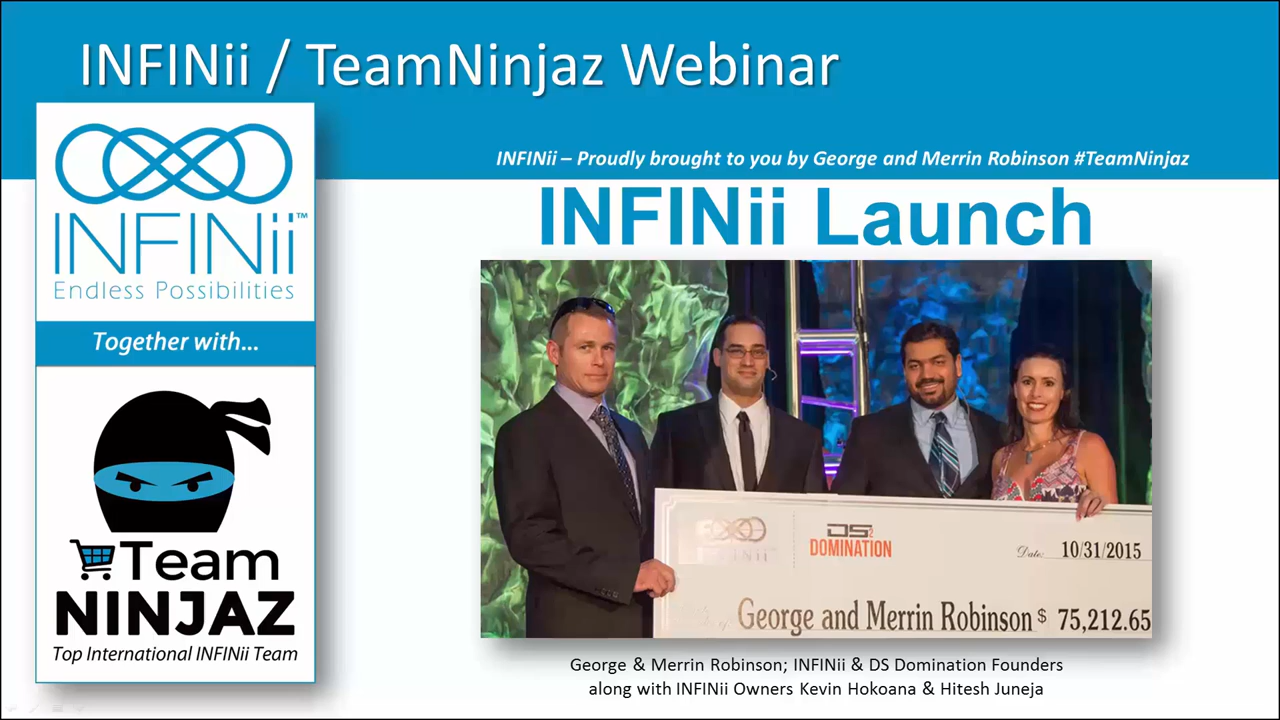 INFINii / TeamNinjaz Webinar
INFINii – Proudly brought to you by George and Merrin Robinson #TeamNinjaz
INFINii™
Endless Possibilities
Together with...
Team
NINJAZ
Top International INFINii Team
INFINii Launch
INFINii
DS2
DOMINATION
Date: 10/31/2015
George and Merrin Robinson $ 75,212.65
George & Merrin Robinson; INFINii & DS Domination Founders
along with INFINii Owners Kevin Hokoana & Hitesh Juneja